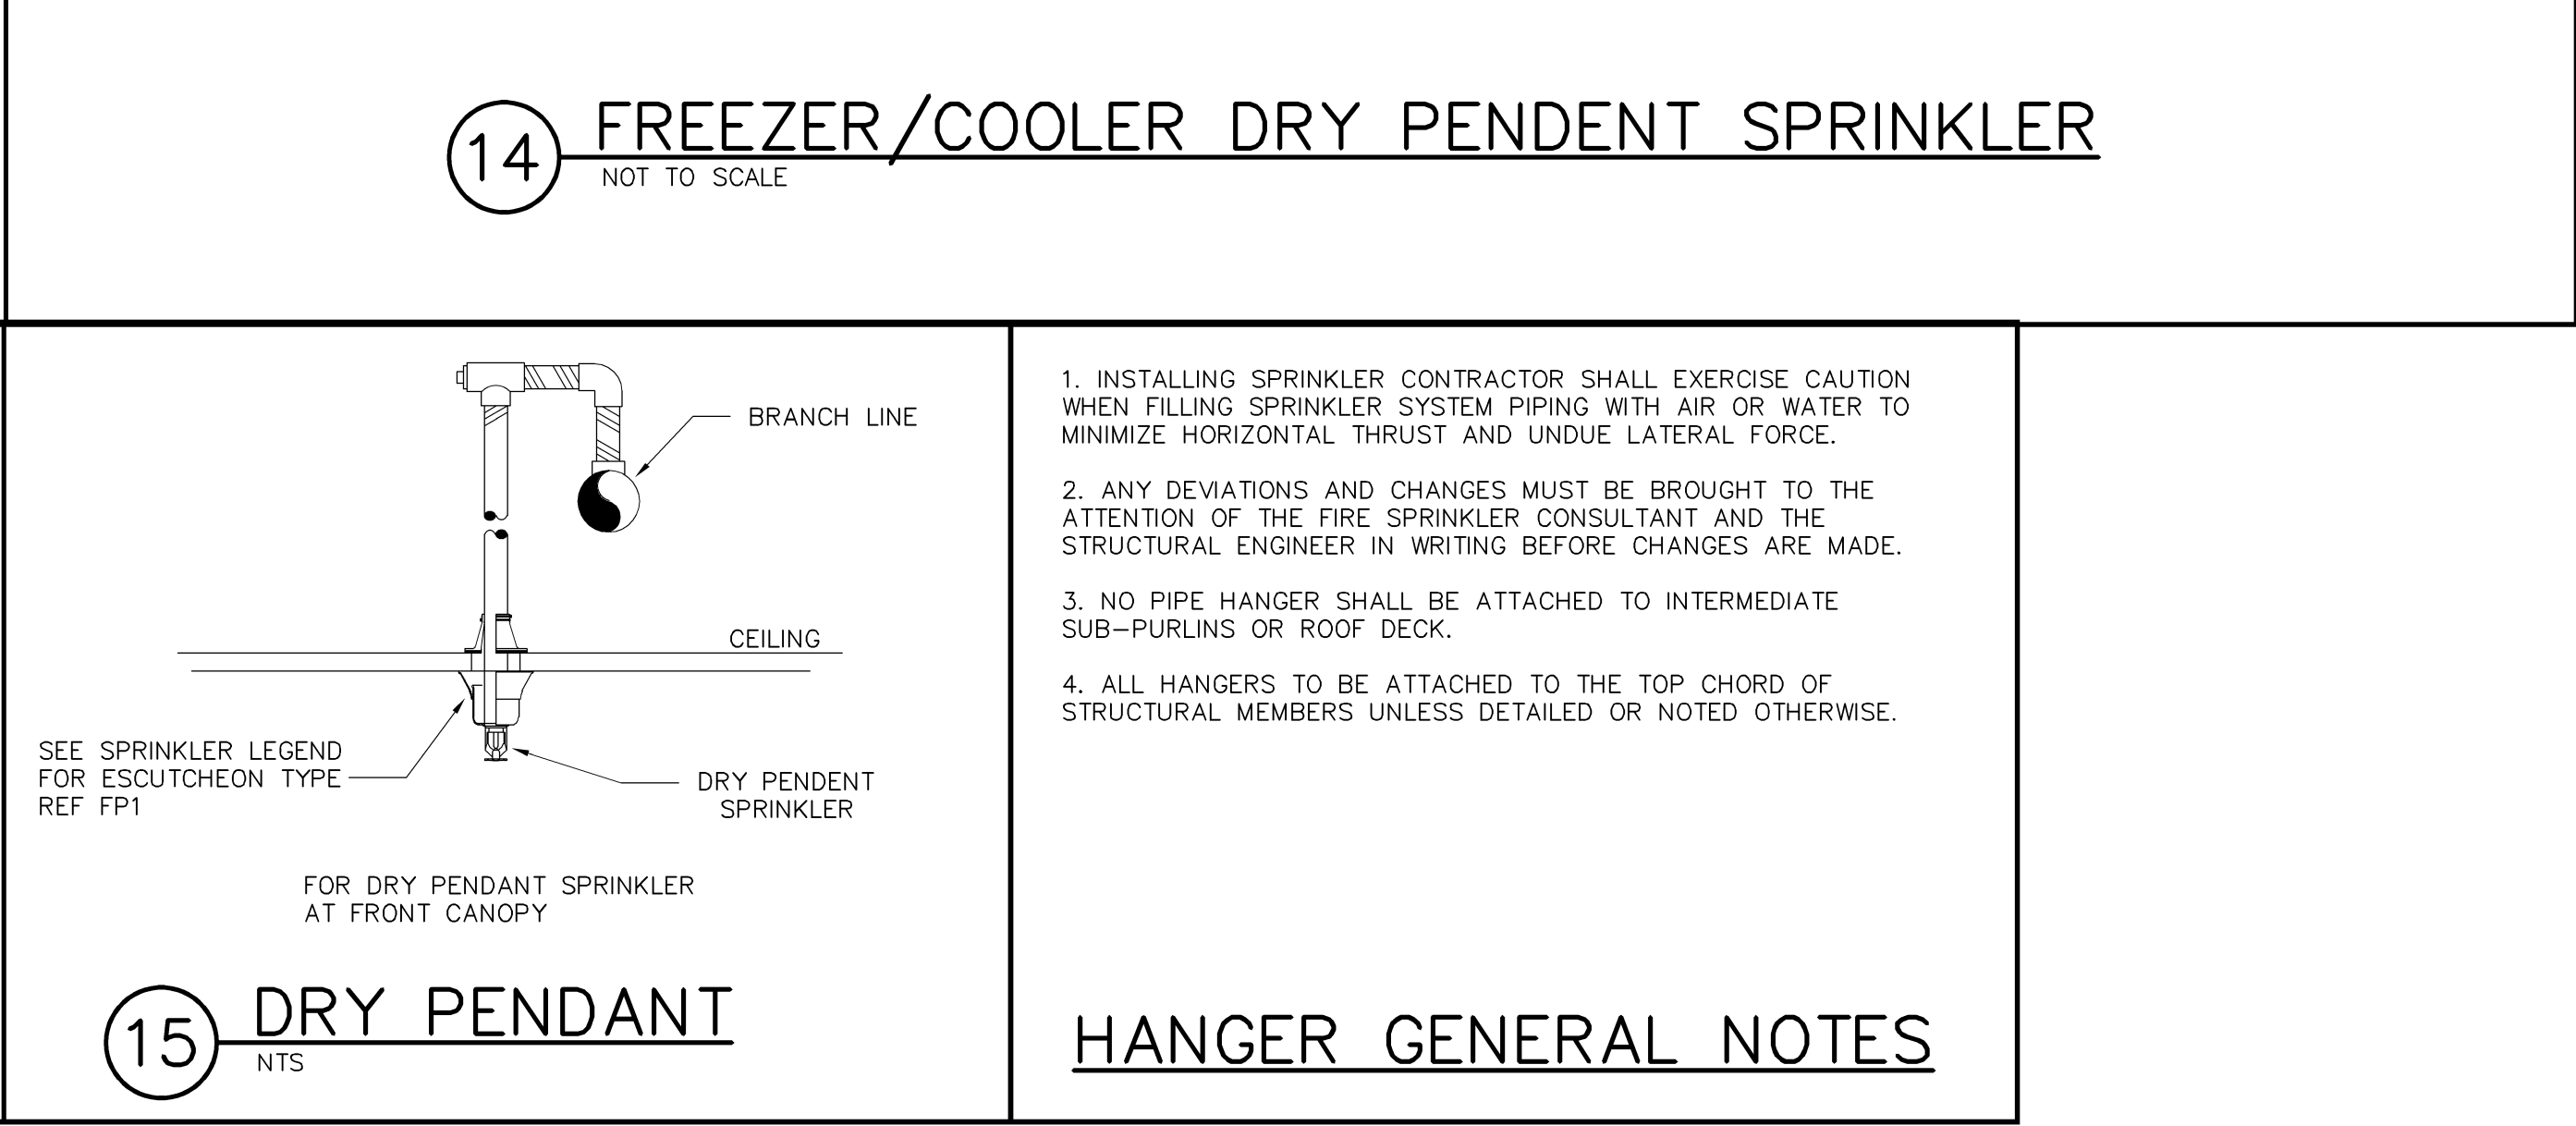 14
FREEZER/COOLER DRY PENDENT SPRINKLER
NOT TO SCALE
BRANCH LINE
CEILING
SEE SPRINKLER LEGEND
FOR ESCUTCHEON TYPE
REF FP1
DRY PENDENT
SPRINKLER
FOR DRY PENDANT SPRINKLER
AT FRONT CANOPY
15
DRY PENDANT
NTS
1. INSTALLING SPRINKLER CONTRACTOR SHALL EXERCISE CAUTION
WHEN FILLING SPRINKLER SYSTEM PIPING WITH AIR OR WATER TO
MINIMIZE HORIZONTAL THRUST AND UNDUE LATERAL FORCE.
2. ANY DEVIATIONS AND CHANGES MUST BE BROUGHT TO THE
ATTENTION OF THE FIRE SPRINKLER CONSULTANT AND THE
STRUCTURAL ENGINEER IN WRITING BEFORE CHANGES ARE MADE.
3. NO PIPE HANGER SHALL BE ATTACHED TO INTERMEDIATE
SUB-PURLINS OR ROOF DECK.
4. ALL HANGERS TO BE ATTACHED TO THE TOP CHORD OF
STRUCTURAL MEMBERS UNLESS DETAILED OR NOTED OTHERWISE.
HANGER GENERAL NOTES